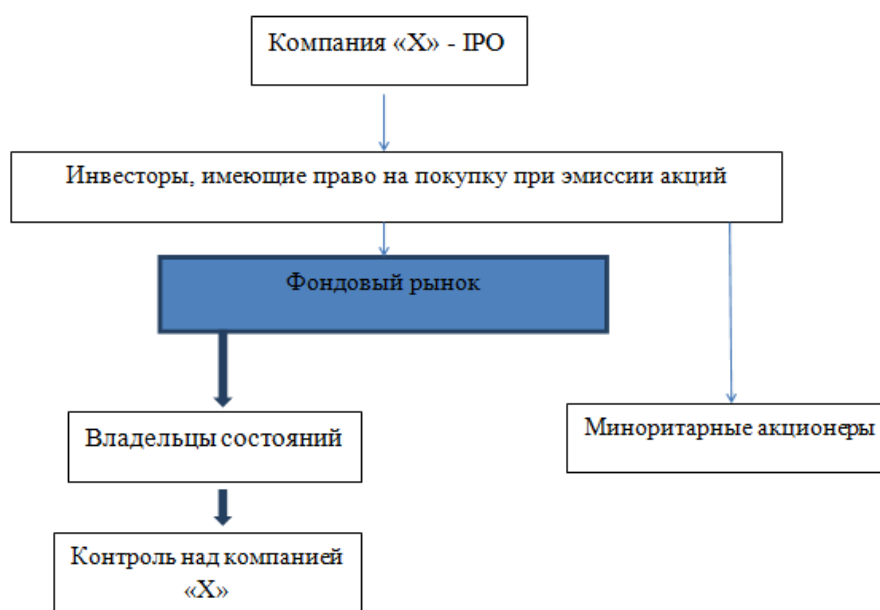 Компания «Х» - IPO
Инвесторы, имеющие право на покупку при эмиссии акций
Фондовый рынок
Владельцы состояний
Миноритарные акционеры
Контроль над компанией
«Х»